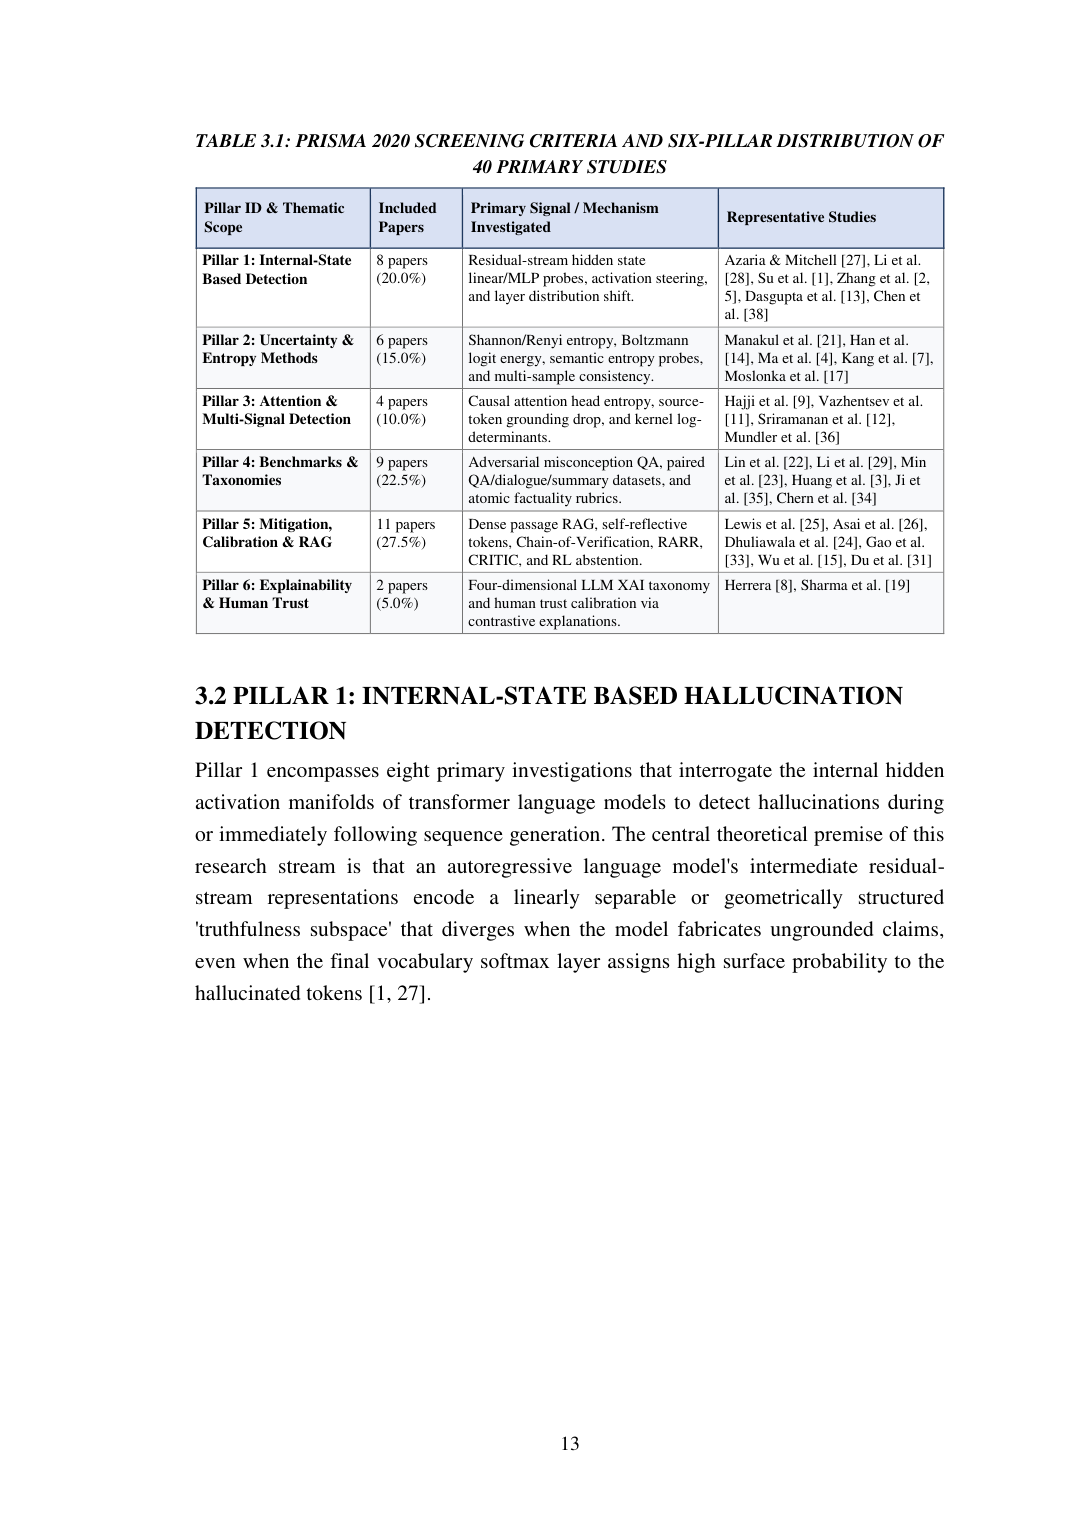 TABLE 3.1: PRISMA 2020 SCREENING CRITERIA AND SIX-PILLAR DISTRIBUTION OF
40 PRIMARY STUDIES
Pillar ID & Thematic
Scope
Included
Papers
Primary Signal / Mechanism
Investigated
Representative Studies
Pillar 1: Internal-State
Based Detection
8 papers
(20.0%)
Residual-stream hidden state
linear/MLP probes, activation steering,
and layer distribution shift.
Azaria & Mitchell [27], Li et al.
[28], Su et al. [1], Zhang et al. [2,
5], Dasgupta et al. [13], Chen et
al. [38]
Pillar 2: Uncertainty &
Entropy Methods
6 papers
(15.0%)
Shannon/Renyi entropy, Boltzmann
logit energy, semantic entropy probes,
and multi-sample consistency.
Manakul et al. [21], Han et al.
[14], Ma et al. [4], Kang et al. [7],
Moslonka et al. [17]
Pillar 3: Attention &
Multi-Signal Detection
4 papers
(10.0%)
Causal attention head entropy, source-
token grounding drop, and kernel log-
determinants.
Hajji et al. [9], Vazhentsev et al.
[11], Sriramanan et al. [12],
Mundler et al. [36]
Pillar 4: Benchmarks &
Taxonomies
9 papers
(22.5%)
Adversarial misconception QA, paired
QA/dialogue/summary datasets, and
atomic factuality rubrics.
Lin et al. [22], Li et al. [29], Min
et al. [23], Huang et al. [3], Ji et
al. [35], Chern et al. [34]
Pillar 5: Mitigation,
Calibration & RAG
11 papers
(27.5%)
Dense passage RAG, self-reflective
tokens, Chain-of-Verification, RARR,
CRITIC, and RL abstention.
Lewis et al. [25], Asai et al. [26],
Dhuliawala et al. [24], Gao et al.
[33], Wu et al. [15], Du et al. [31]
Pillar 6: Explainability
& Human Trust
2 papers
(5.0%)
Four-dimensional LLM XAI taxonomy
and human trust calibration via
contrastive explanations.
Herrera [8], Sharma et al. [19]
3.2 PILLAR 1: INTERNAL-STATE BASED HALLUCINATION
DETECTION
Pillar 1 encompasses eight primary investigations that interrogate the internal hidden
activation manifolds of transformer language models to detect hallucinations during
or immediately following sequence generation. The central theoretical premise of this
research stream is that an autoregressive language model's intermediate residual-
stream representations encode a linearly separable or geometrically structured
'truthfulness subspace' that diverges when the model fabricates ungrounded claims,
even when the final vocabulary softmax layer assigns high surface probability to the
hallucinated tokens [1, 27].
13